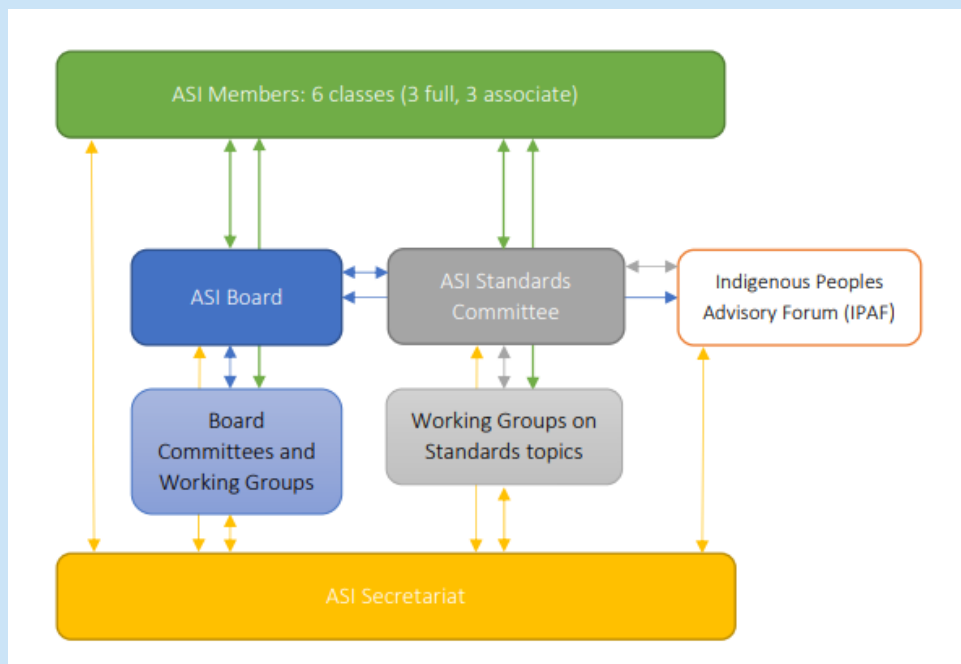 ASI Members: 6 classes (3 full, 3 associate)
ASI Board
ASI Standards
Committee
Indigenous Peoples
Advisory Forum (IPAF)
Board
Committees and
Working Groups
Working Groups on
Standards topics
ASI Secretariat